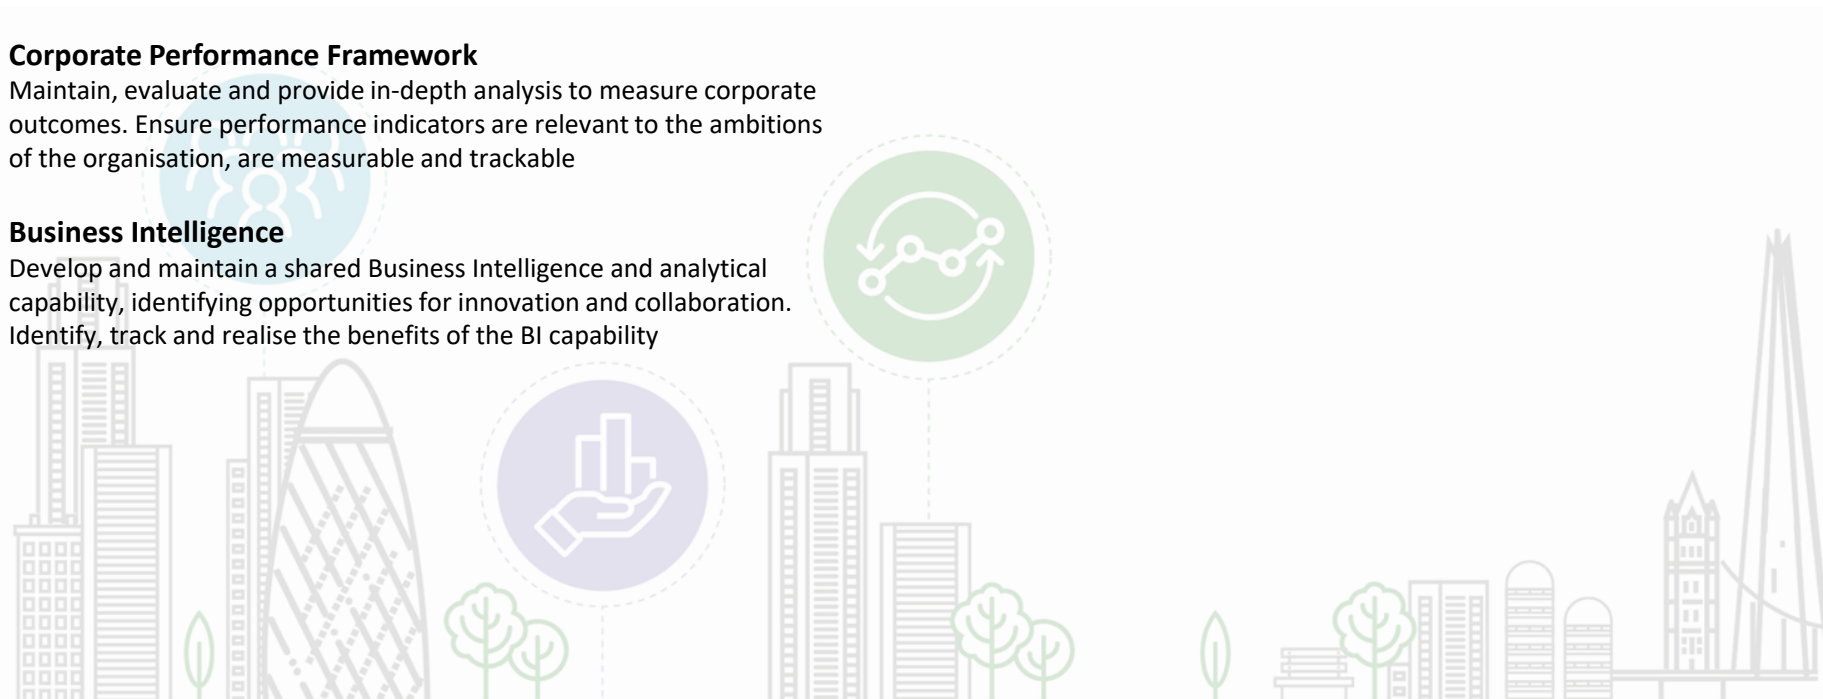 Corporate Performance Framework
Maintain, evaluate and provide in-depth analysis to measure corporate
outcomes. Ensure performance indicators are relevant to the ambitions
of the organisation, are measurable and trackable
Business Intelligence
Develop and maintain a shared Business Intelligence and analytical
capability, identifying opportunities for innovation and collaboration.
Identify, track and realise the benefits of the BI capability